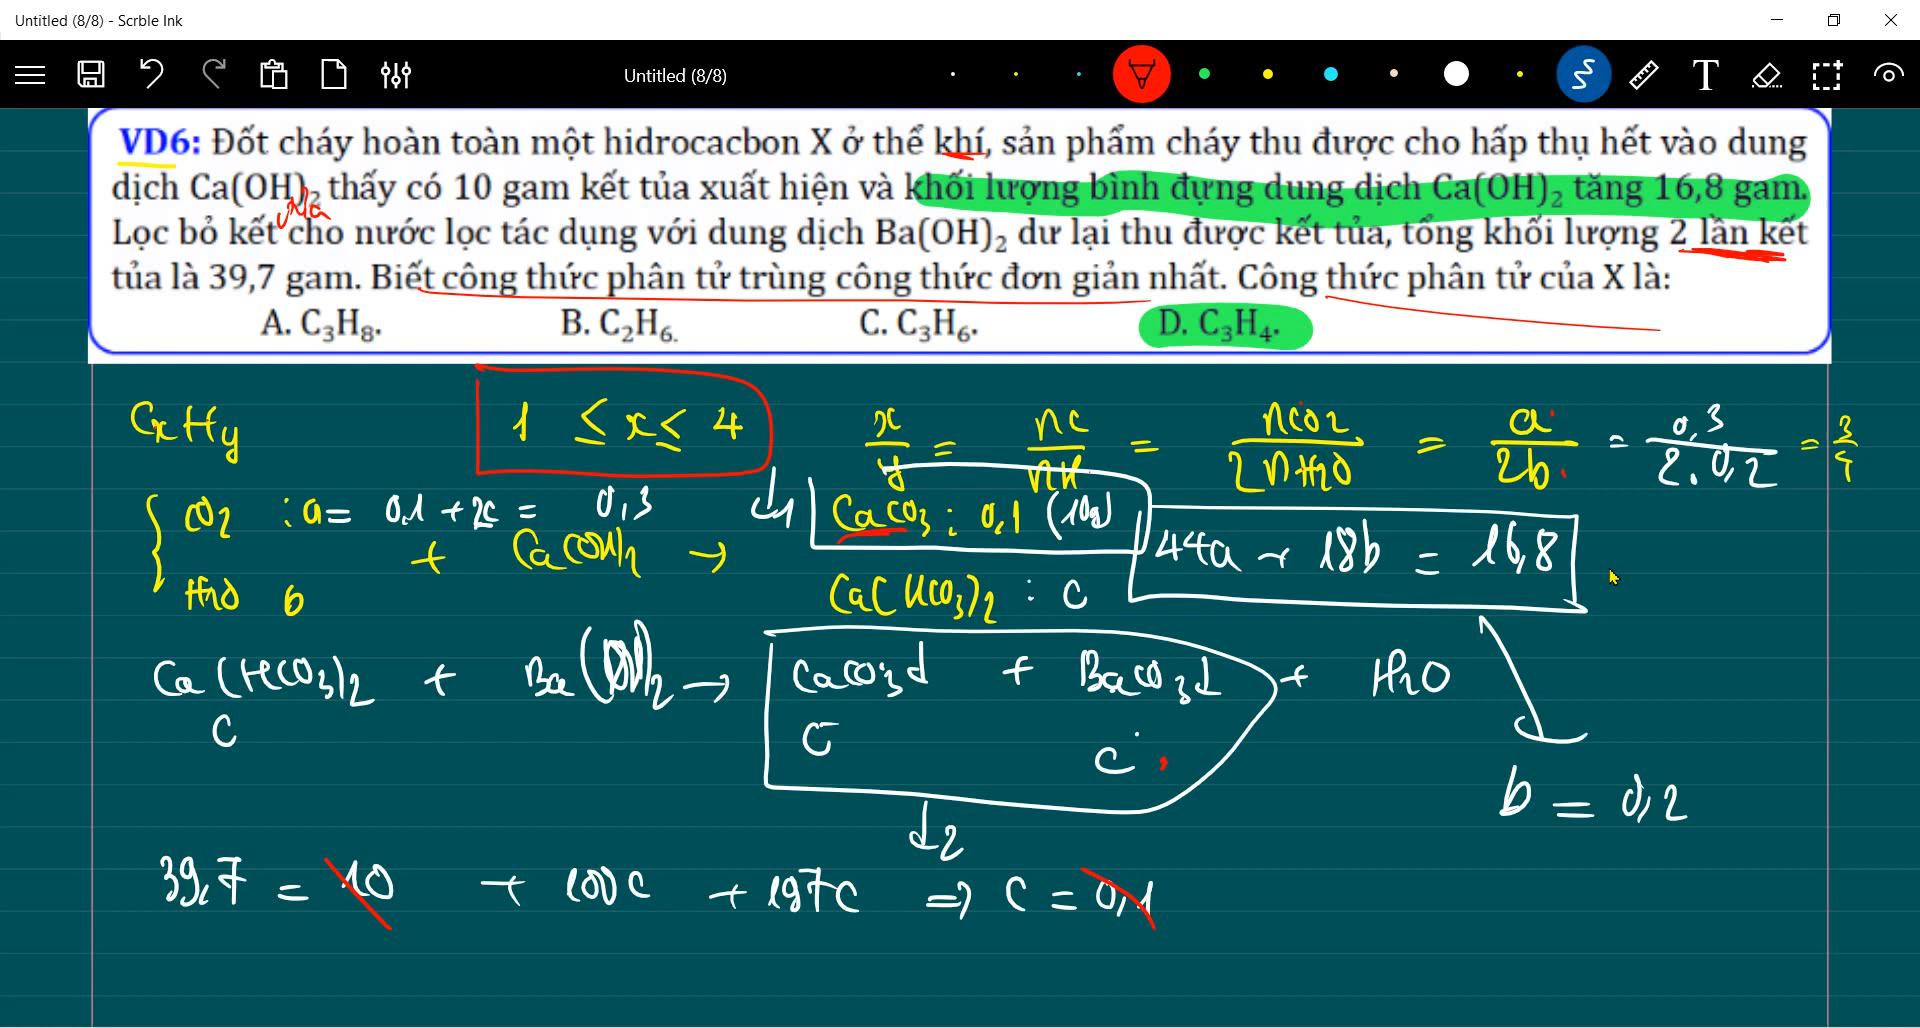 Untitled (8/8) - Scrble Ink
Untitled (8/8)
VD6: Đốt cháy hoàn toàn một hidrocacbon X ở thể khí, sản phẩm cháy thu được cho hấp thụ hết vào dung
dịch Ca(OH)₂ thấy có 10 gam kết tủa xuất hiện và khối lượng bình đựng dung dịch Ca(OH)₂ tăng 16,8 gam.
Lọc bỏ kết cho nước lọc tác dụng với dung dịch Ba(OH)₂ dư lại thu được kết tủa, tổng khối lượng 2 lần kết
tủa là 39,7 gam. Biết công thức phân tử trùng công thức đơn giản nhất. Công thức phân tử của X là:
A. C₃H₈. B. C₂H₆. C. C₃H₆. D. C₃H₄.
CxHy 1 ≤ x ≤ 4 x/y = nC/nH = nCO2/2nH2O = a/2b = 0,3/2.0,2 = 3/4
CO2 : a = 0,1 + 2c = 0,3 ↓1 CaCO3 : 0,1 (10g)
+ Ca(OH)2 → 44a + 18b = 16,8
H2O b Ca(HCO3)2 : c
Ca(HCO3)2 + Ba(OH)2 → CaCO3↓ + BaCO3↓ + H2O
c c c
b = 0,2
↓2
39,7 = 10 + 100c + 197c => c = 0,1